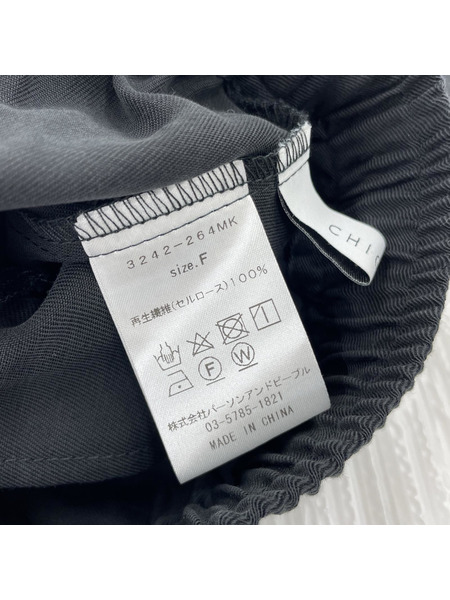 3242-264MK
size.F
再生繊維(セルロース)100%
F W
株式会社パーソンアンドピープル
03-5785-1821
MADE IN CHINA
CHI